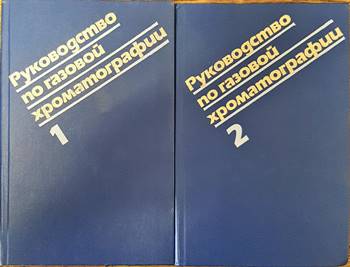 Руководство
по газовой
хроматографии
1
Руководство
по газовой
хроматографии
2